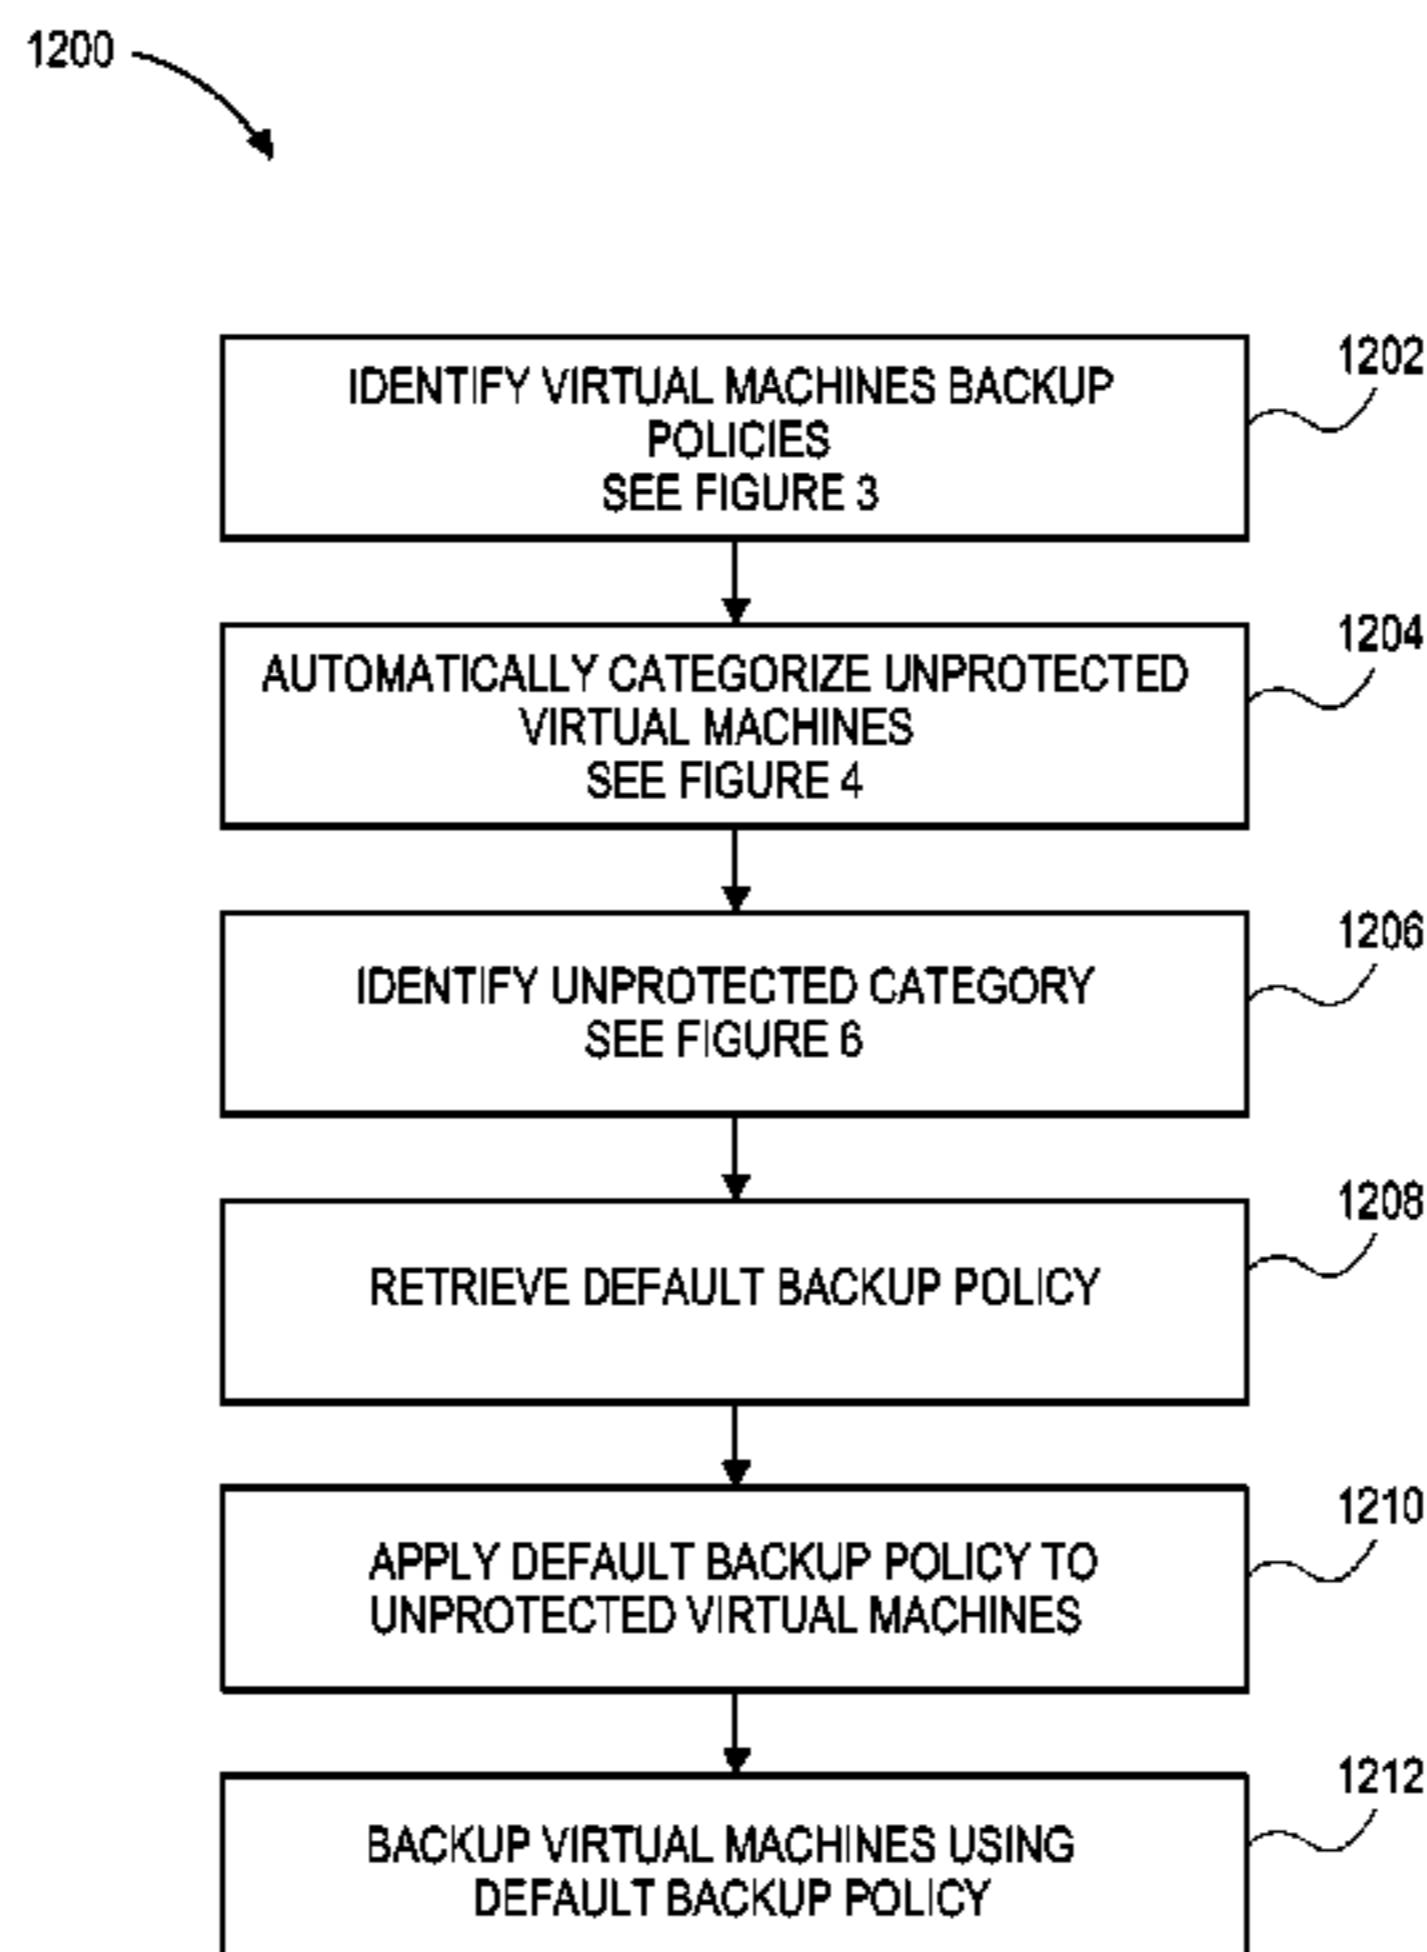 1200
IDENTIFY VIRTUAL MACHINES BACKUP
POLICIES
SEE FIGURE 3
1202
AUTOMATICALLY CATEGORIZE UNPROTECTED
VIRTUAL MACHINES
SEE FIGURE 4
1204
IDENTIFY UNPROTECTED CATEGORY
SEE FIGURE 6
1206
RETRIEVE DEFAULT BACKUP POLICY
1208
APPLY DEFAULT BACKUP POLICY TO
UNPROTECTED VIRTUAL MACHINES
1210
BACKUP VIRTUAL MACHINES USING
DEFAULT BACKUP POLICY
1212